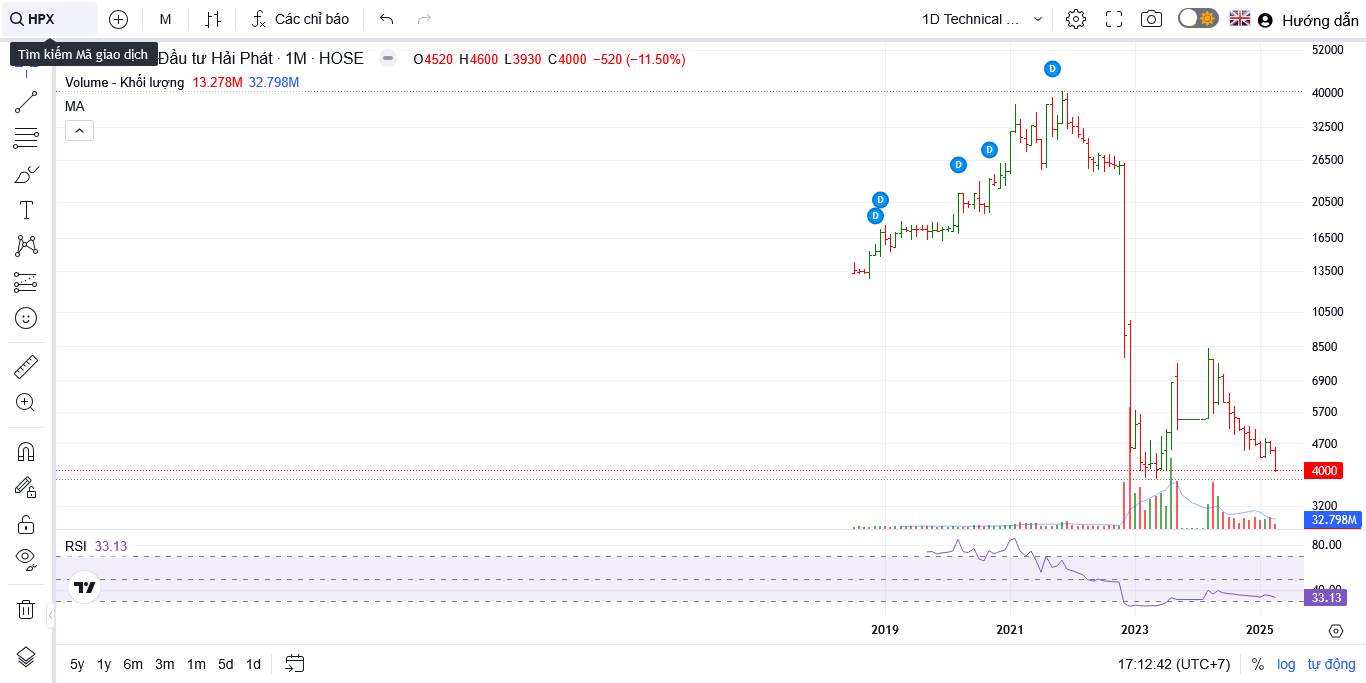 HPX
M
Các chỉ báo
1D Technical ...
Hướng dẫn
Tìm kiếm Mã giao dịch
Đầu tư Hải Phát · 1M · HOSE
O4520 H4600 L3930 C4000 −520 (−11.50%)
Volume - Khối lượng 13.278M 32.798M
MA
D
D
D
D
D
52000
40000
32500
26500
20500
16500
13500
10500
8500
6900
5700
4700
4000
3200
32.798M
RSI 33.13
80.00
40.00
33.13
2019 2021 2023 2025
5y 1y 6m 3m 1m 5d 1d
17:12:42 (UTC+7) % log tự động